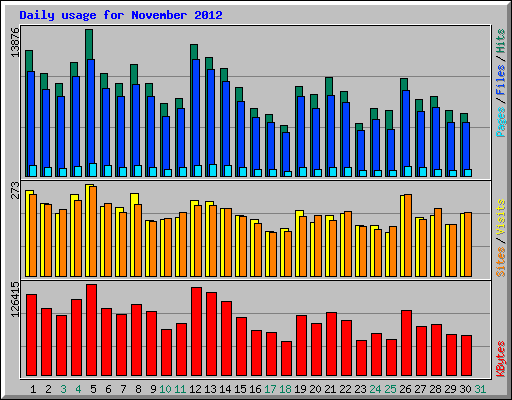 Daily usage for November 2012
13876
Pages / Files / Hits
273
Sites / Visits
126415
KBytes
1 2 3 4 5 6 7 8 9 10 11 12 13 14 15 16 17 18 19 20 21 22 23 24 25 26 27 28 29 30 31